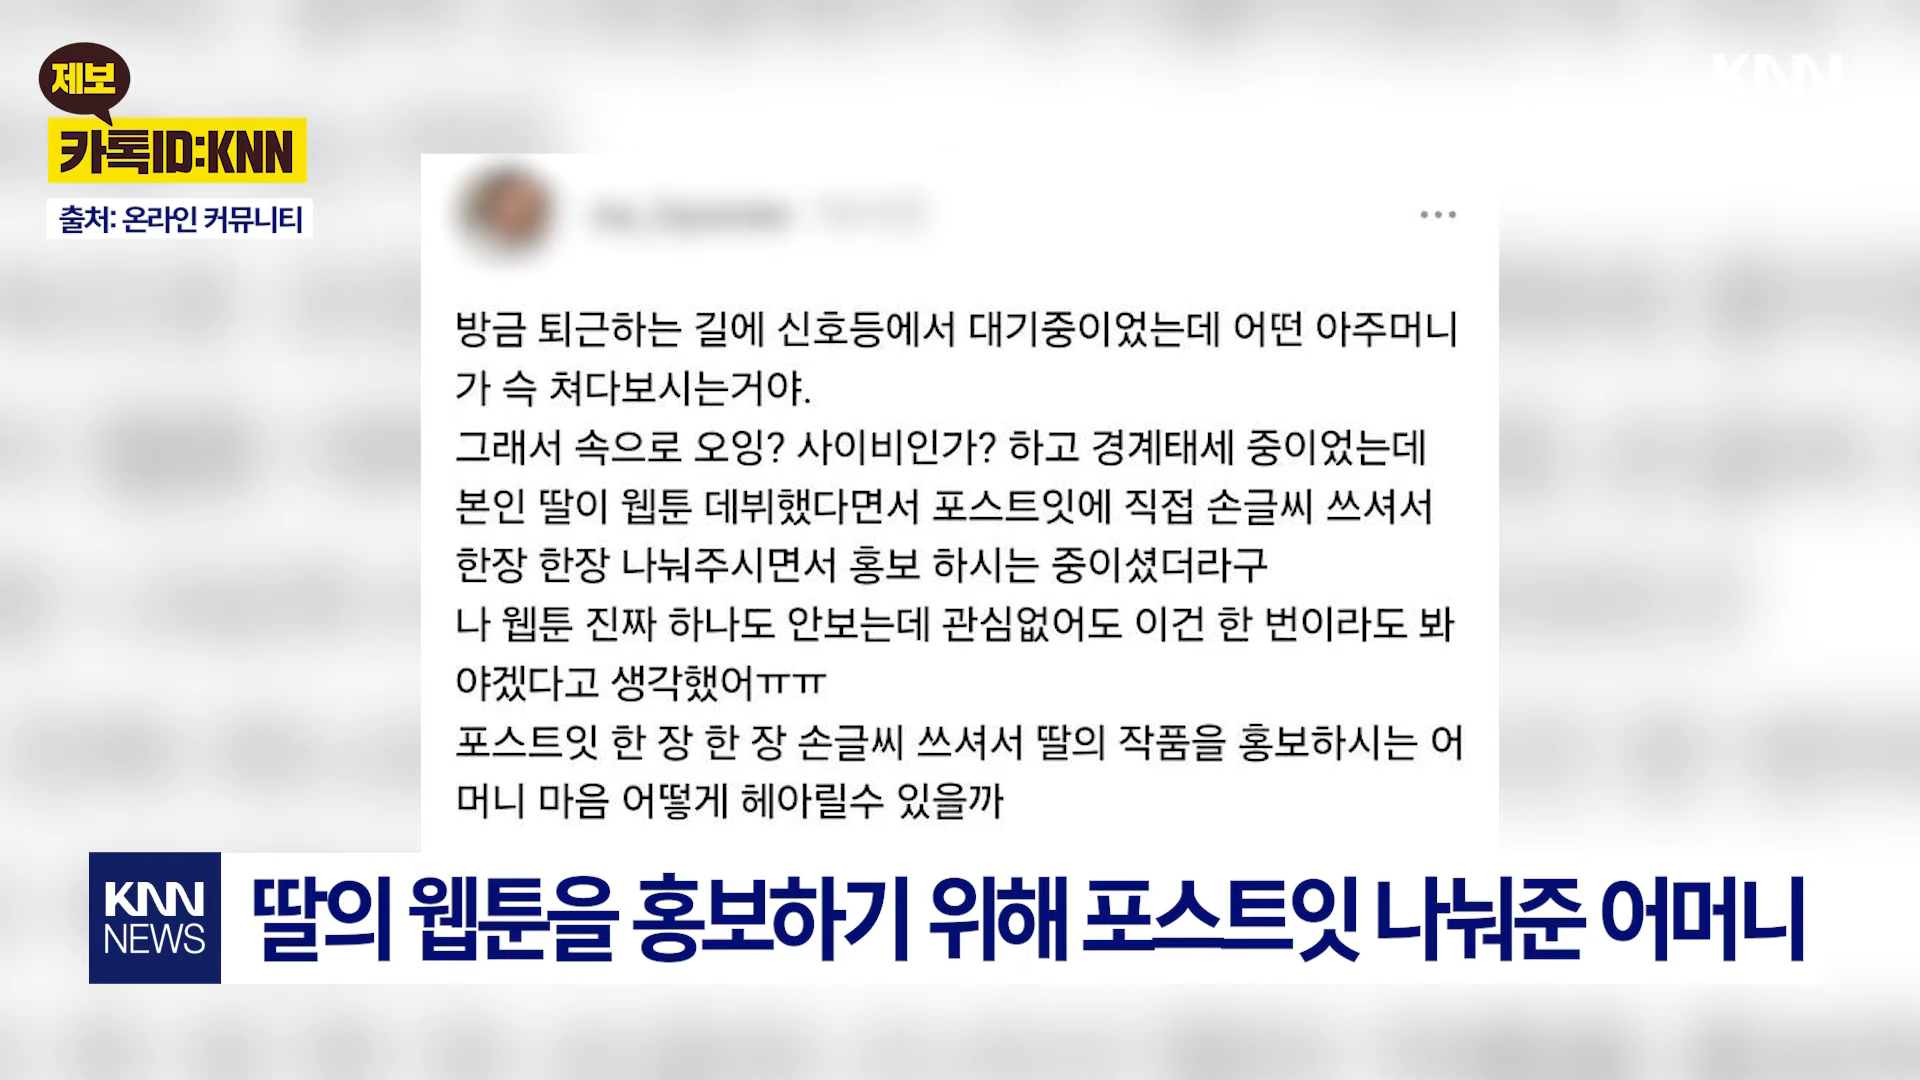 제보
카톡ID:KNN
출처: 온라인 커뮤니티
KNN
방금 퇴근하는 길에 신호등에서 대기중이었는데 어떤 아주머니
가 슥 쳐다보시는거야.
그래서 속으로 오잉? 사이비인가? 하고 경계태세 중이었는데
본인 딸이 웹툰 데뷔했다면서 포스트잇에 직접 손글씨 쓰셔서
한장 한장 나눠주시면서 홍보 하시는 중이셨더라구
나 웹툰 진짜 하나도 안보는데 관심없어도 이건 한 번이라도 봐
야겠다고 생각했어ㅠㅠ
포스트잇 한 장 한 장 손글씨 쓰셔서 딸의 작품을 홍보하시는 어
머니 마음 어떻게 헤아릴수 있을까
KNN
NEWS
딸의 웹툰을 홍보하기 위해 포스트잇 나눠준 어머니